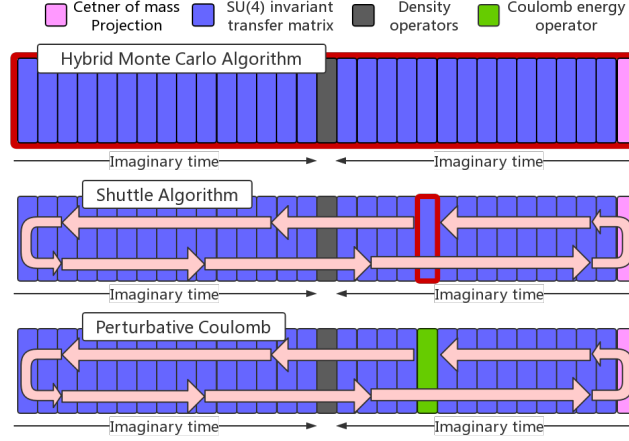 Cetner of mass
Projection
SU(4) invariant
transfer matrix
Density
operators
Coulomb energy
operator
Hybrid Monte Carlo Algorithm
Imaginary time
Imaginary time
Shuttle Algorithm
Imaginary time
Imaginary time
Perturbative Coulomb
Imaginary time
Imaginary time